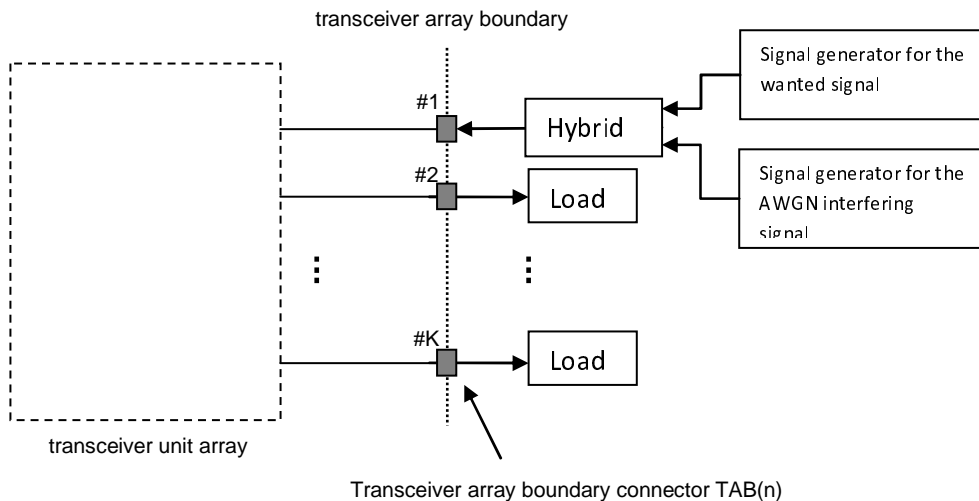 transceiver array boundary
Signal generator for the
wanted signal
#1
Hybrid
#2
Load
Signal generator for the
AWGN interfering
signal
#K
Load
transceiver unit array
Transceiver array boundary connector TAB(n)